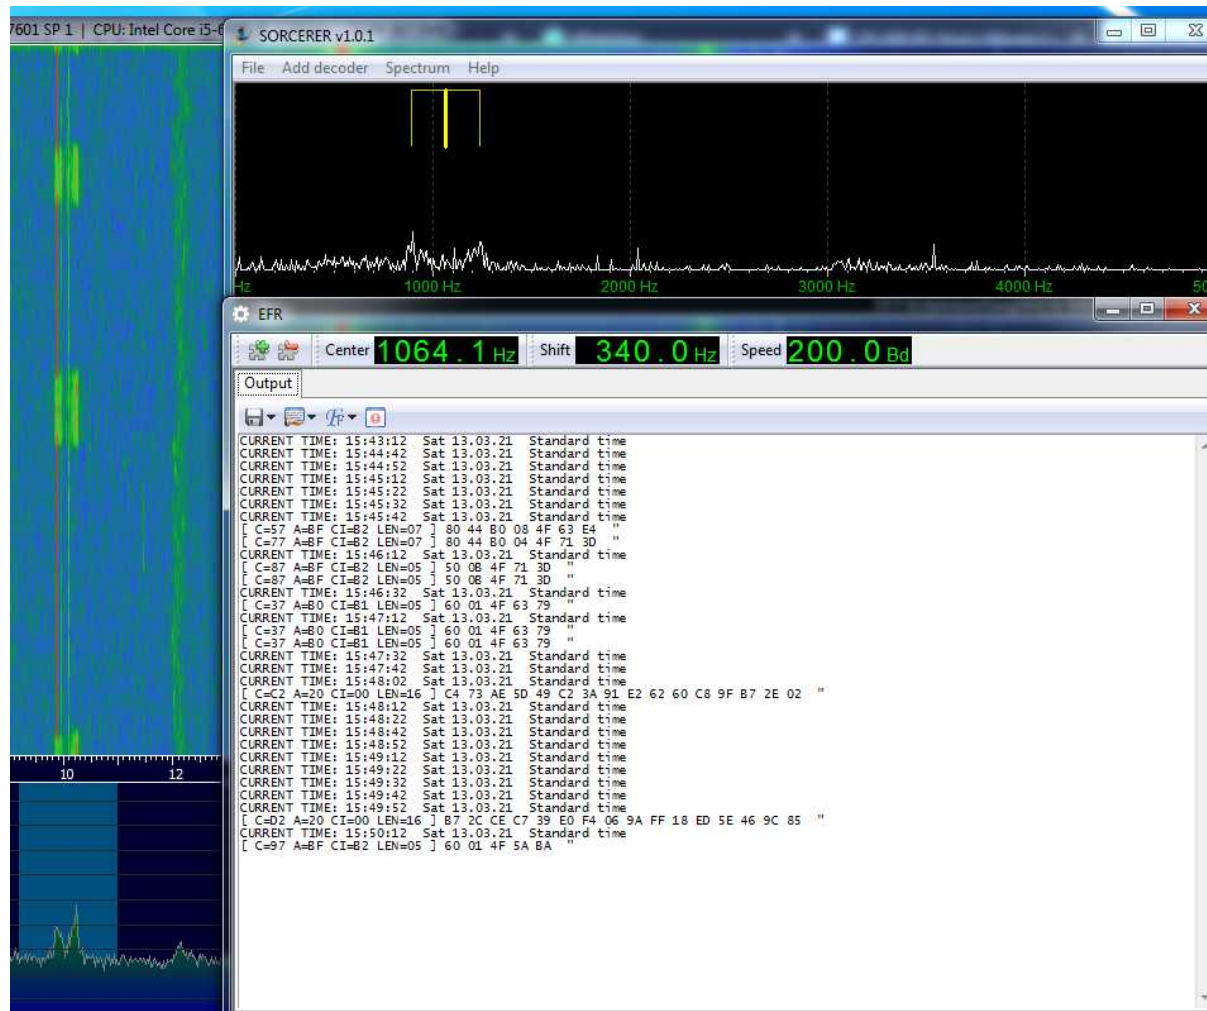 7601 SP 1 | CPU: Intel Core i5-6
SORCERER v1.0.1
File Add decoder Spectrum Help
Hz 1000 Hz 2000 Hz 3000 Hz 4000 Hz 50
EFR
Center 1064.1 Hz Shift 340.0 Hz Speed 200.0 Bd
Output
CURRENT TIME: 15:43:12 Sat 13.03.21 Standard time
CURRENT TIME: 15:44:42 Sat 13.03.21 Standard time
CURRENT TIME: 15:44:52 Sat 13.03.21 Standard time
CURRENT TIME: 15:45:12 Sat 13.03.21 Standard time
CURRENT TIME: 15:45:22 Sat 13.03.21 Standard time
CURRENT TIME: 15:45:32 Sat 13.03.21 Standard time
CURRENT TIME: 15:45:42 Sat 13.03.21 Standard time
[ C=57 A=BF CI=B2 LEN=07 ] 80 44 B0 08 4F 63 E4 "
[ C=77 A=BF CI=B2 LEN=07 ] 80 44 B0 04 4F 71 3D "
CURRENT TIME: 15:46:12 Sat 13.03.21 Standard time
[ C=87 A=BF CI=B2 LEN=05 ] 50 0B 4F 71 3D "
[ C=87 A=BF CI=B2 LEN=05 ] 50 0B 4F 71 3D "
CURRENT TIME: 15:46:32 Sat 13.03.21 Standard time
[ C=37 A=B0 CI=B1 LEN=05 ] 60 01 4F 63 79 "
CURRENT TIME: 15:47:12 Sat 13.03.21 Standard time
[ C=37 A=B0 CI=B1 LEN=05 ] 60 01 4F 63 79 "
[ C=37 A=B0 CI=B1 LEN=05 ] 60 01 4F 63 79 "
CURRENT TIME: 15:47:32 Sat 13.03.21 Standard time
CURRENT TIME: 15:47:42 Sat 13.03.21 Standard time
CURRENT TIME: 15:48:02 Sat 13.03.21 Standard time
[ C=C2 A=20 CI=00 LEN=16 ] C4 73 AE 5D 49 C2 3A 91 E2 62 60 C8 9F B7 2E 02 "
CURRENT TIME: 15:48:12 Sat 13.03.21 Standard time
CURRENT TIME: 15:48:22 Sat 13.03.21 Standard time
CURRENT TIME: 15:48:42 Sat 13.03.21 Standard time
CURRENT TIME: 15:48:52 Sat 13.03.21 Standard time
CURRENT TIME: 15:49:12 Sat 13.03.21 Standard time
CURRENT TIME: 15:49:22 Sat 13.03.21 Standard time
CURRENT TIME: 15:49:32 Sat 13.03.21 Standard time
CURRENT TIME: 15:49:42 Sat 13.03.21 Standard time
CURRENT TIME: 15:49:52 Sat 13.03.21 Standard time
[ C=D2 A=20 CI=00 LEN=16 ] B7 2C CE C7 39 E0 F4 06 9A FF 18 ED 5E 46 9C 85 "
CURRENT TIME: 15:50:12 Sat 13.03.21 Standard time
[ C=97 A=BF CI=B2 LEN=05 ] 60 01 4F 5A BA "
10 12